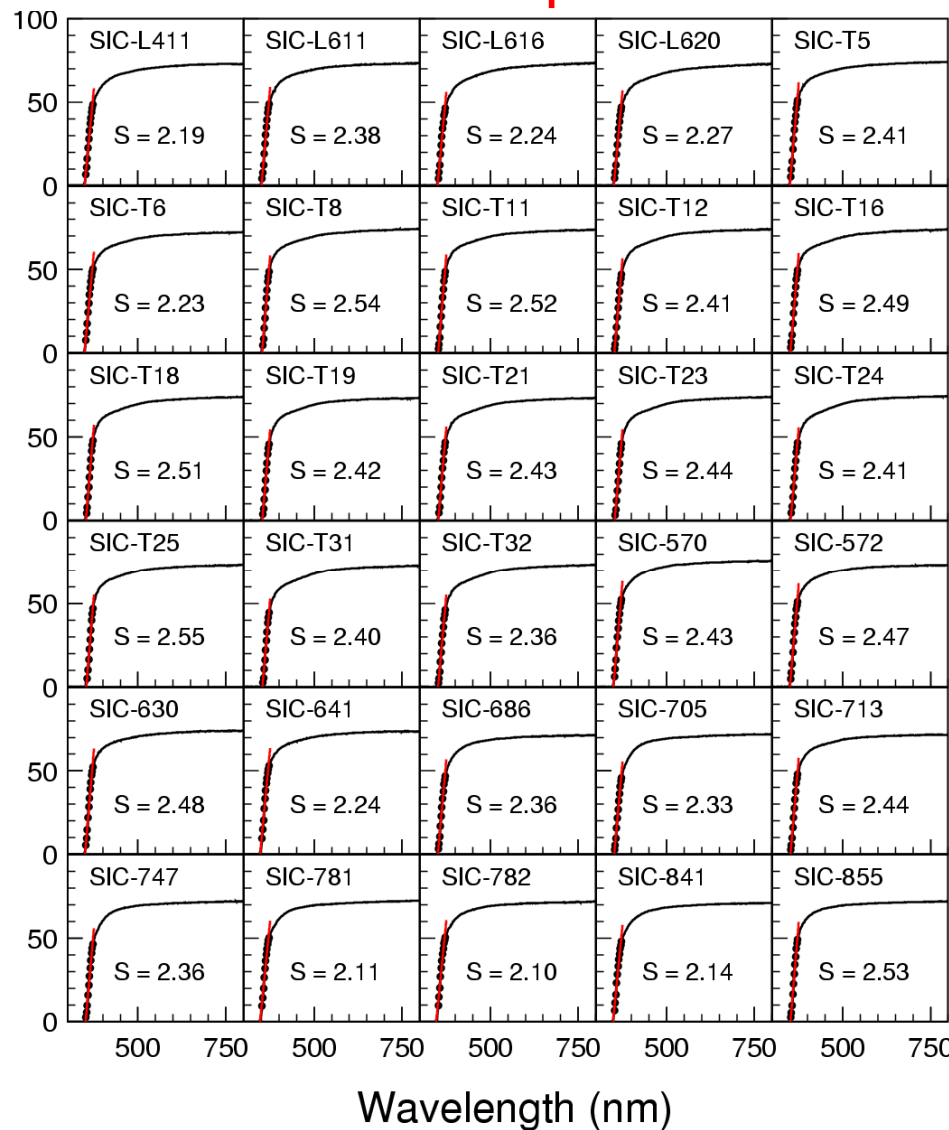 100
SIC-L411 SIC-L611 SIC-L616 SIC-L620 SIC-T5
50
S = 2.19 S = 2.38 S = 2.24 S = 2.27 S = 2.41
0
SIC-T6 SIC-T8 SIC-T11 SIC-T12 SIC-T16
50
S = 2.23 S = 2.54 S = 2.52 S = 2.41 S = 2.49
0
SIC-T18 SIC-T19 SIC-T21 SIC-T23 SIC-T24
50
S = 2.51 S = 2.42 S = 2.43 S = 2.44 S = 2.41
0
SIC-T25 SIC-T31 SIC-T32 SIC-570 SIC-572
50
S = 2.55 S = 2.40 S = 2.36 S = 2.43 S = 2.47
0
SIC-630 SIC-641 SIC-686 SIC-705 SIC-713
50
S = 2.48 S = 2.24 S = 2.36 S = 2.33 S = 2.44
0
SIC-747 SIC-781 SIC-782 SIC-841 SIC-855
50
S = 2.36 S = 2.11 S = 2.10 S = 2.14 S = 2.53
0
500 750 500 750 500 750 500 750 500 750
Wavelength (nm)